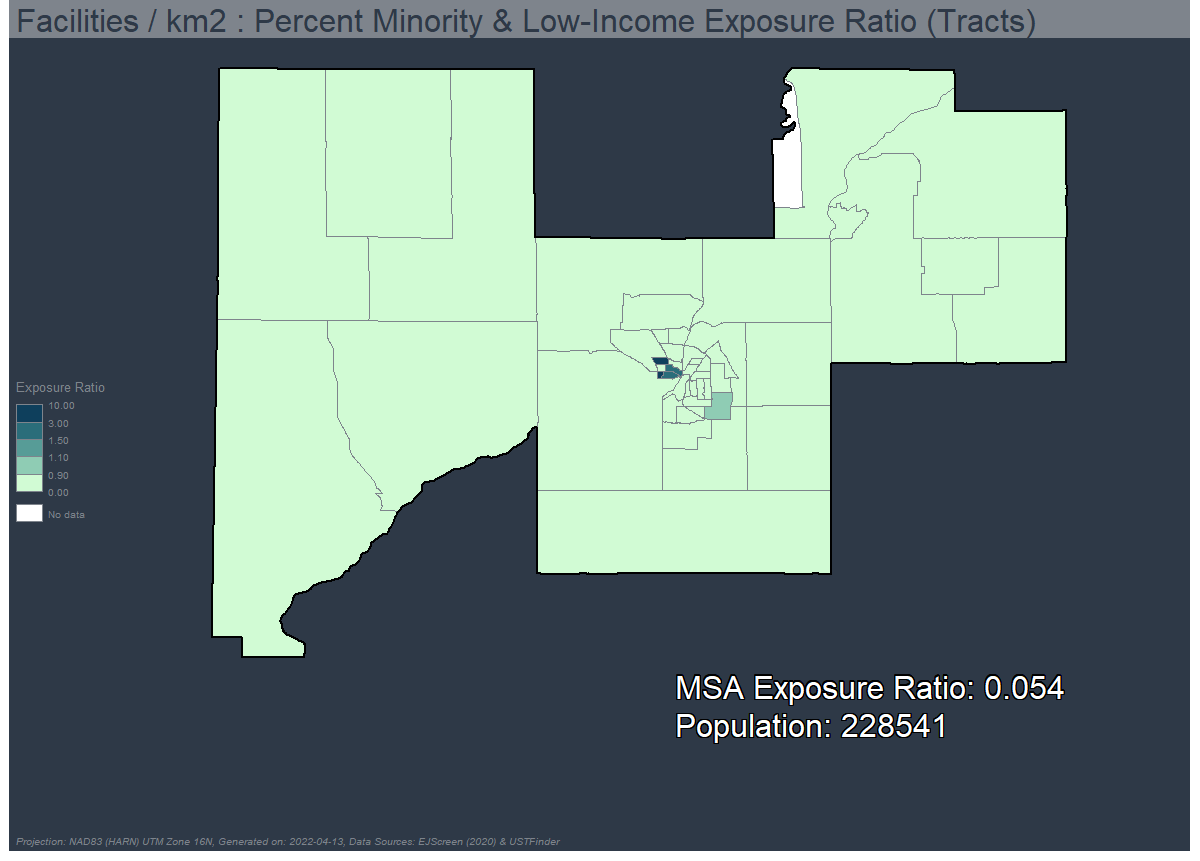 Facilities / km2 : Percent Minority & Low-Income Exposure Ratio (Tracts)
Exposure Ratio
10.00
3.00
1.50
1.10
0.90
0.00
No data
MSA Exposure Ratio: 0.054
Population: 228541
Projection: NAD83 (HARN) UTM Zone 16N, Generated on: 2022-04-13, Data Sources: EJScreen (2020) & USTFinder